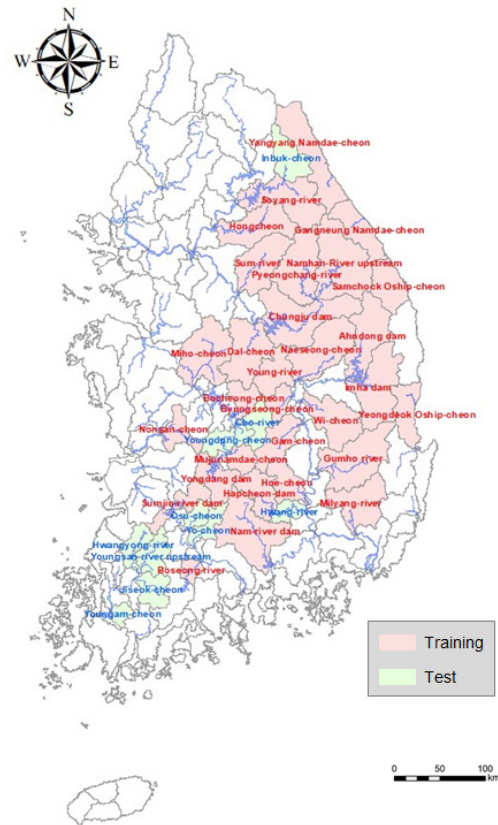 N
W E
S
Yangyang Namdae-cheon
Inbuk-cheon
Soyang-river
Hongcheon
Gangneung Namdae-cheon
Sum-river
Namhan-River upstream
Pyeongchang-river
Samchock Oship-cheon
Chungju dam
Ahndong dam
Miho-cheon
Dal-cheon
Naeseong-cheon
Young-river
Imha dam
Bocheong-cheon
Byungseong-cheon
Yeongdeok Oship-cheon
Cho-river
Wi-cheon
Nonsan-cheon
Youngdong-cheon
Gam-cheon
Mujunamdae-cheon
Gumho river
Yongdang dam
Hoe-cheon
Hapcheon-dam
Sumjin-river dam
Osu-cheon
Hwang-river
Milyang-river
Yo-cheon
Nam-river dam
Hwangyong-river
Youngsan-river upstream
Boseong-river
Jiseok-cheon
Youngam-cheon
Training
Test
0 50 100
km